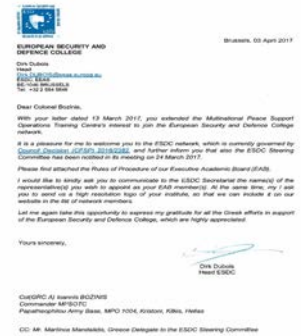 Brussels, 03 April 2017
EUROPEAN SECURITY AND
DEFENCE COLLEGE
Dirk Dubois
Head
Dear Colonel Bozinis,
With your letter dated 13 March 2017, you extended the Multinational Peace Support
Operations Training Centre's interest to join the European Security and Defence College
network.
It is a pleasure for me to welcome you to the ESDC network, which is currently governed by
Council Decision (CFSP) 2016/2382, and further inform you that also the ESDC Steering
Committee has been notified in its meeting on 24 March 2017.
Please find attached the Rules of Procedure of our Executive Academic Board (EAB).
I would like to kindly ask you to communicate to the ESDC Secretariat the name(s) of the
representative(s) you wish to appoint as your EAB member(s). At the same time, my I ask
you to send us a high resolution logo of your institute, so that we can include it on our
website in the list of network members.
Let me again take this opportunity to express my gratitude for all the Greek efforts in support
of the European Security and Defence College, which are highly appreciated.
Yours sincerely,
Dirk Dubois
Head ESDC
Col(GRC A) Ioannis BOZINIS
Commander MPSOTC
Papatheophilou Army Base, MPO 1004, Kristoni, Kilkis, Hellas
CC: Mr. Martinos Mandalidis, Greece Delegate to the ESDC Steering Committee